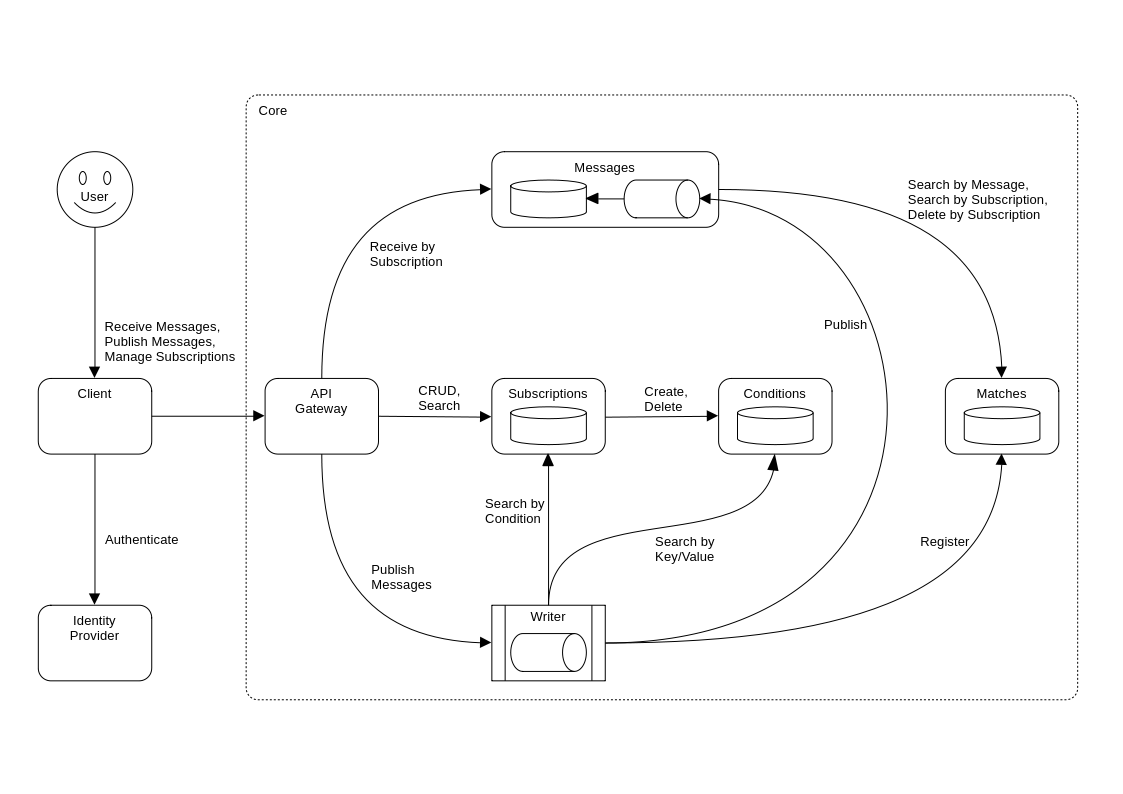 Core
User
Messages
Search by Message,
Search by Subscription,
Delete by Subscription
Receive by
Subscription
Receive Messages,
Publish Messages,
Manage Subscriptions
Publish
Client
API
Gateway
CRUD,
Search
Subscriptions
Create,
Delete
Conditions
Matches
Search by
Condition
Authenticate
Search by
Key/Value
Register
Publish
Messages
Identity
Provider
Writer